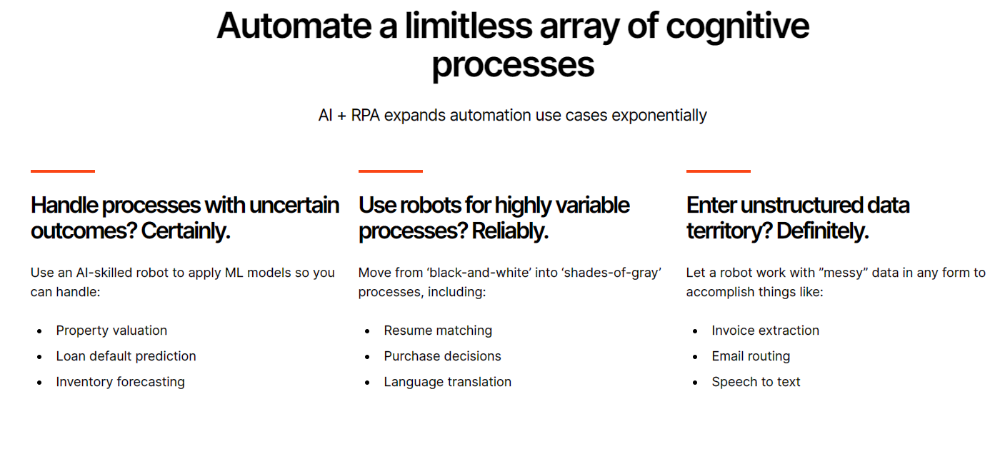 Automate a limitless array of cognitive
processes
AI + RPA expands automation use cases exponentially
Handle processes with uncertain
outcomes? Certainly.
Use an AI-skilled robot to apply ML models so you
can handle:
• Property valuation
• Loan default prediction
• Inventory forecasting
Use robots for highly variable
processes? Reliably.
Move from ‘black-and-white’ into ‘shades-of-gray’
processes, including:
• Resume matching
• Purchase decisions
• Language translation
Enter unstructured data
territory? Definitely.
Let a robot work with ”messy” data in any form to
accomplish things like:
• Invoice extraction
• Email routing
• Speech to text